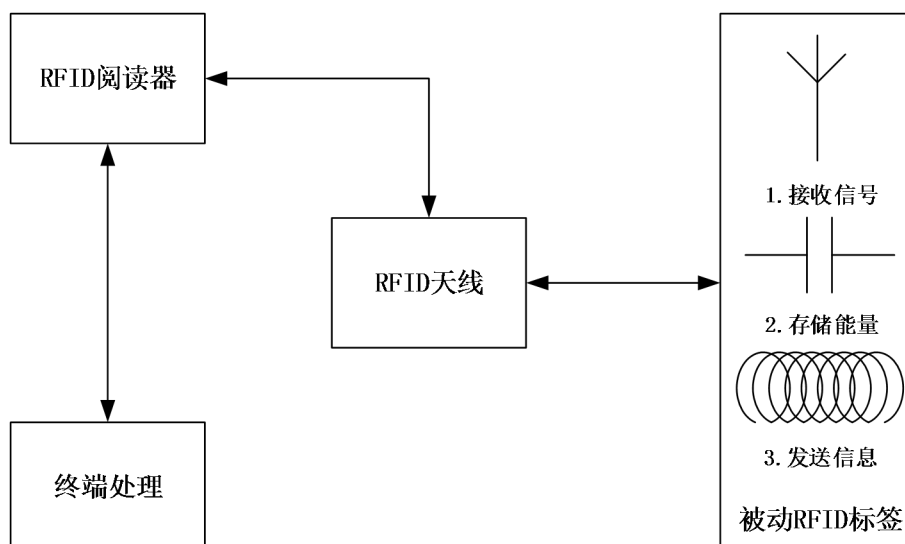 RFID阅读器
RFID天线
终端处理
1.接收信号
2.存储能量
3.发送信息
被动RFID标签